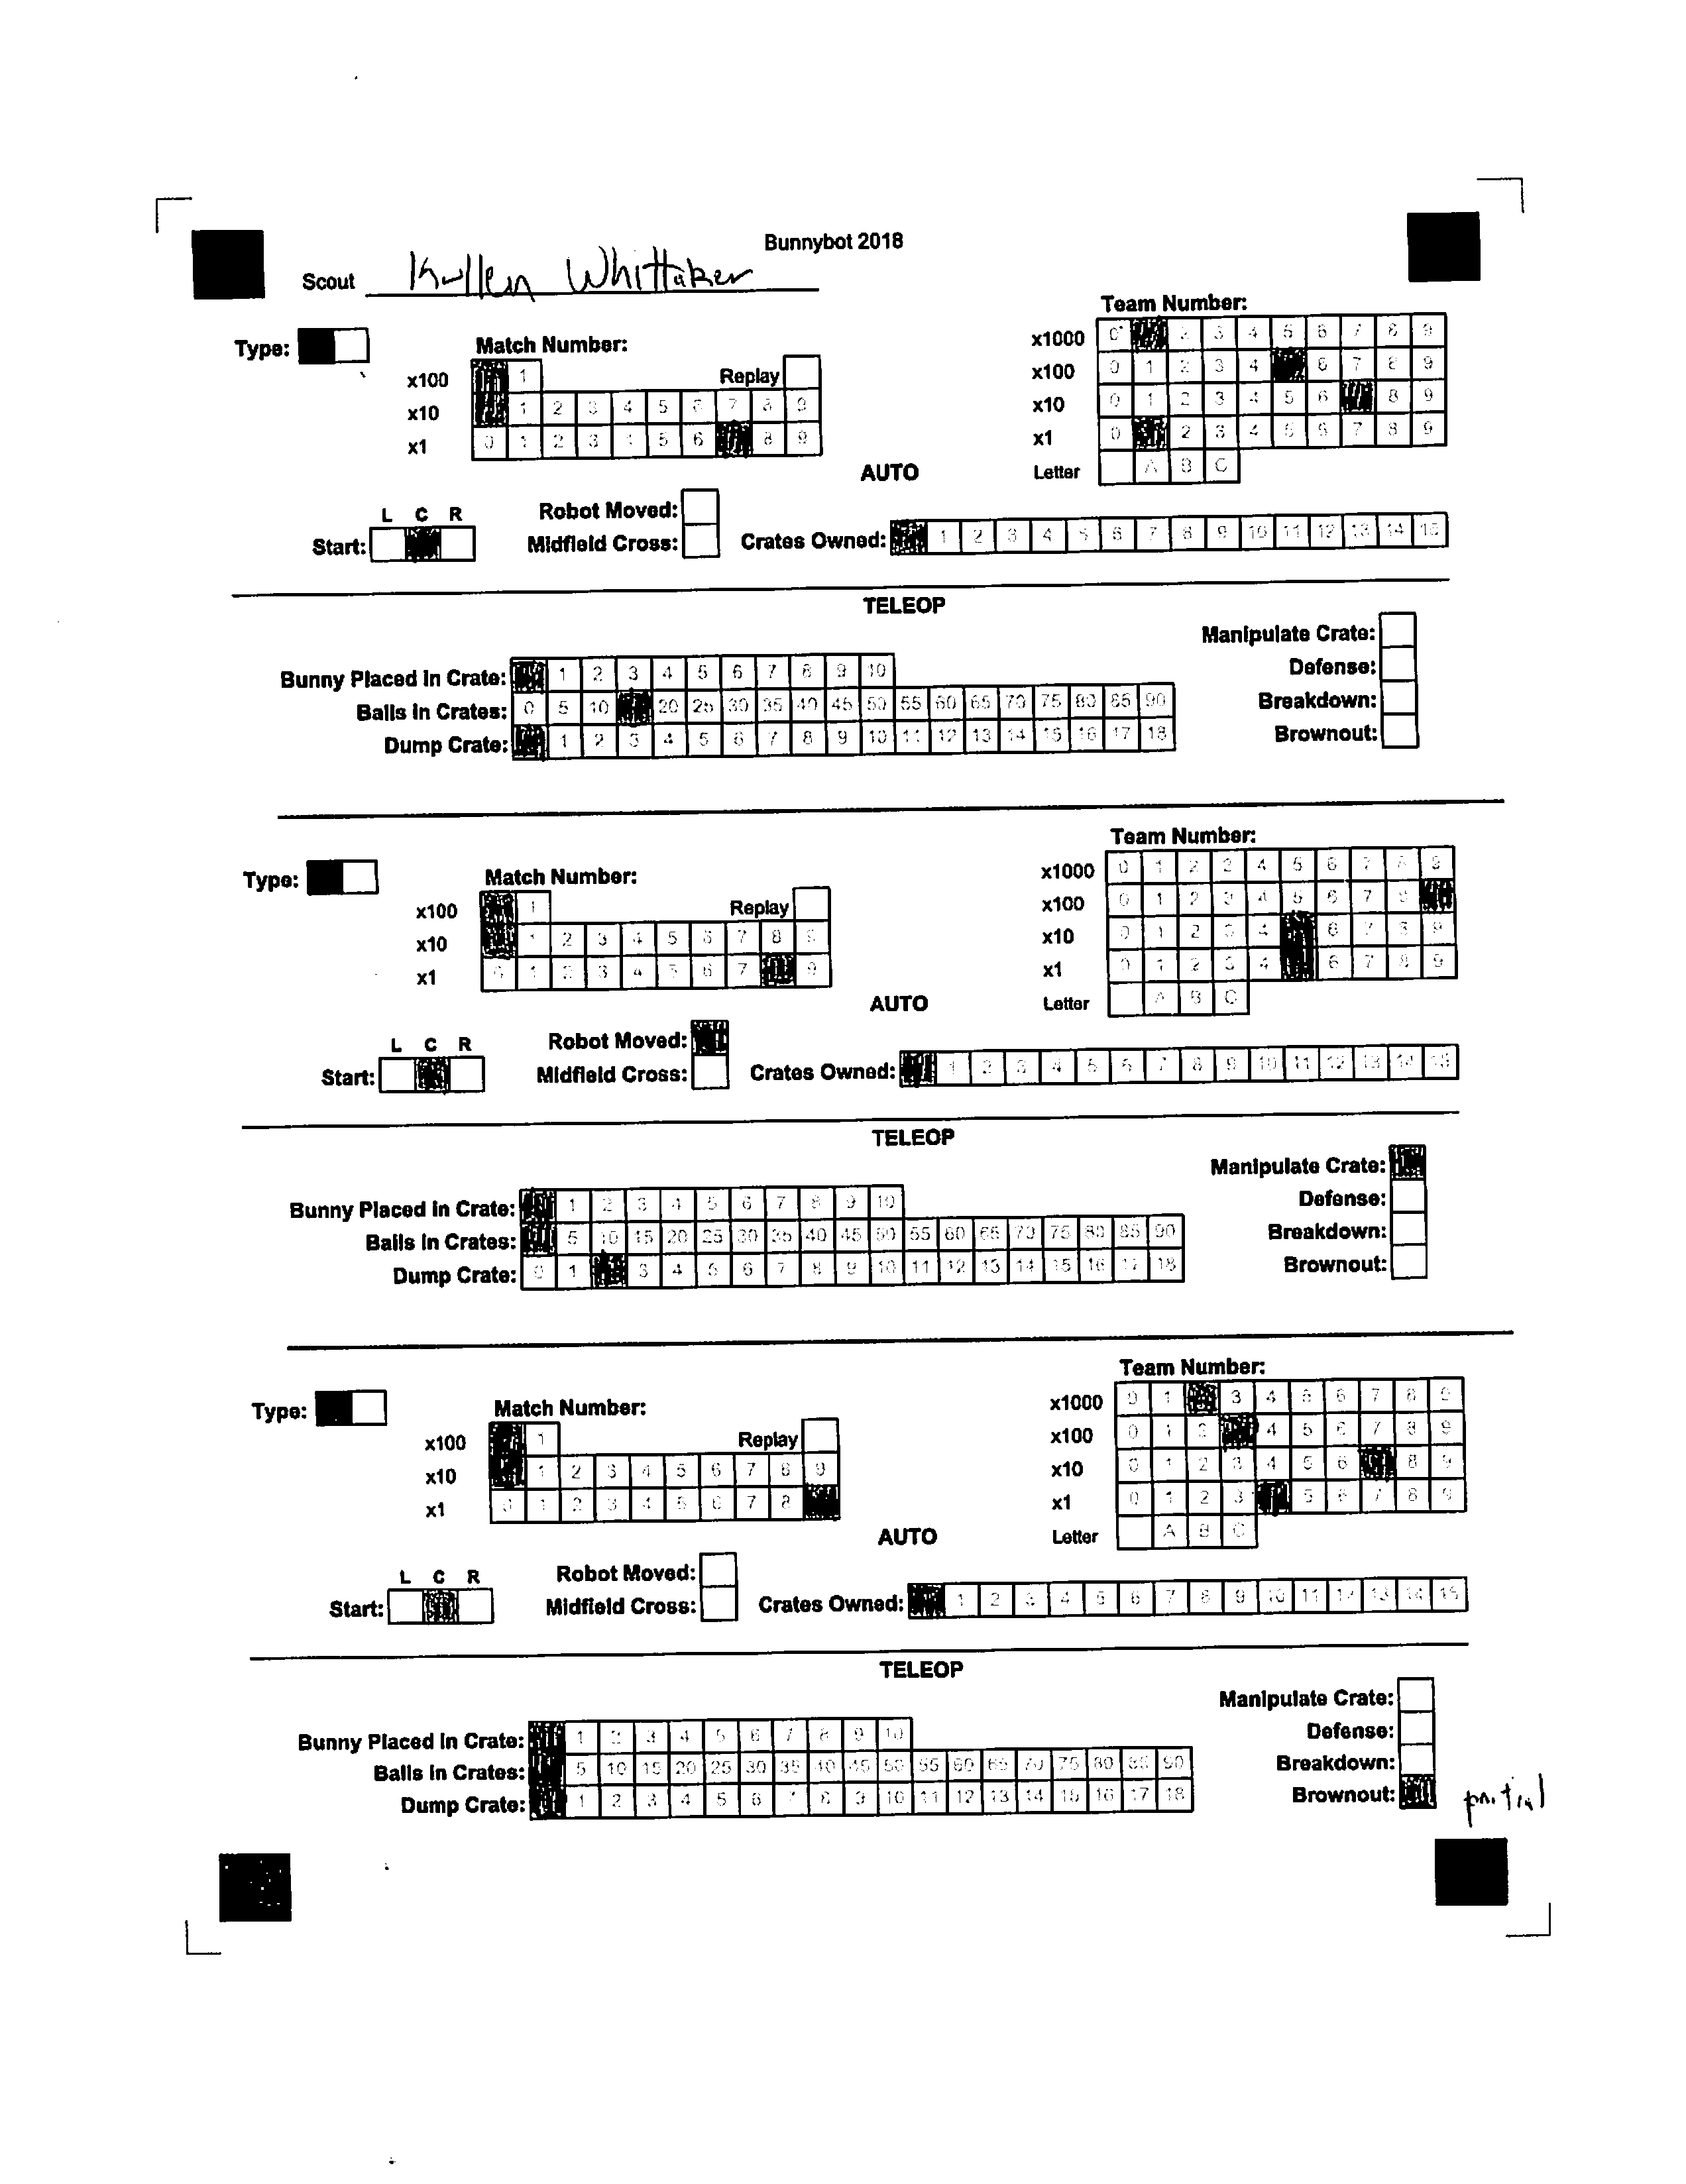 Bunnybot 2018
Scout Kullen Whittaker
Team Number:
Type:
Match Number:
x1000 0 2 3 4 5 6 7 8 9
x100 1 Replay
x100 0 1 2 3 4 6 7 8 9
x10 1 2 3 4 5 6 7 8 9
x10 0 1 2 3 4 5 6 8 9
x1 0 1 2 3 4 5 6 8 9
x1 0 2 3 4 5 6 7 8 9
AUTO
Letter A B C
L C R
Robot Moved:
Start:
Midfield Cross:
Crates Owned: 1 2 3 4 5 6 7 8 9 10 11 12 13 14 15
TELEOP
Manipulate Crate:
Bunny Placed in Crate: 1 2 3 4 5 6 7 8 9 10
Defense:
Balls in Crates: 0 5 10 20 25 30 35 40 45 50 55 60 65 70 75 80 85 90
Breakdown:
Dump Crate: 1 2 3 4 5 6 7 8 9 10 11 12 13 14 15 16 17 18
Brownout:
Team Number:
Type:
Match Number:
x1000 0 1 2 3 4 5 6 7 8 9
x100 1 Replay
x100 0 1 2 3 4 5 6 7 8
x10 1 2 3 4 5 6 7 8 9
x10 0 1 2 3 4 6 7 8 9
x1 0 1 2 3 4 5 6 7 9
x1 0 1 2 3 4 6 7 8 9
AUTO
Letter A B C
L C R
Robot Moved:
Start:
Midfield Cross:
Crates Owned: 1 2 3 4 5 6 7 8 9 10 11 12 13 14 15
TELEOP
Manipulate Crate:
Bunny Placed in Crate: 1 2 3 4 5 6 7 8 9 10
Defense:
Balls in Crates: 5 10 15 20 25 30 35 40 45 50 55 60 65 70 75 80 85 90
Breakdown:
Dump Crate: 0 1 3 4 5 6 7 8 9 10 11 12 13 14 15 16 17 18
Brownout:
Team Number:
Type:
Match Number:
x1000 0 1 3 4 5 6 7 8 9
x100 1 Replay
x100 0 1 2 4 5 6 7 8 9
x10 1 2 3 4 5 6 7 8 9
x10 0 1 2 3 4 5 6 8 9
x1 0 1 2 3 4 5 6 7 8
x1 0 1 2 3 5 6 7 8 9
AUTO
Letter A B C
L C R
Robot Moved:
Start:
Midfield Cross:
Crates Owned: 1 2 3 4 5 6 7 8 9 10 11 12 13 14 15
TELEOP
Manipulate Crate:
Bunny Placed in Crate: 1 2 3 4 5 6 7 8 9 10
Defense:
Balls in Crates: 5 10 15 20 25 30 35 40 45 50 55 60 65 70 75 80 85 90
Breakdown:
Dump Crate: 1 2 3 4 5 6 7 8 9 10 11 12 13 14 15 16 17 18
Brownout: partial